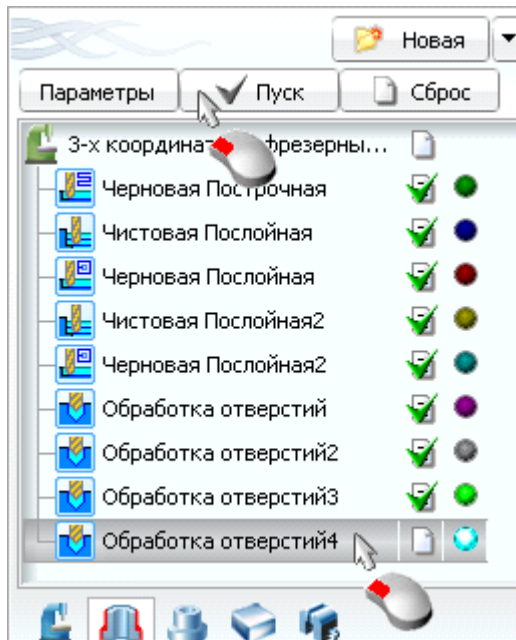 Новая
Параметры Пуск Сброс
3-х координат фрезерны...
Черновая Построчная
Чистовая Послойная
Черновая Послойная
Чистовая Послойная2
Черновая Послойная2
Обработка отверстий
Обработка отверстий2
Обработка отверстий3
Обработка отверстий4